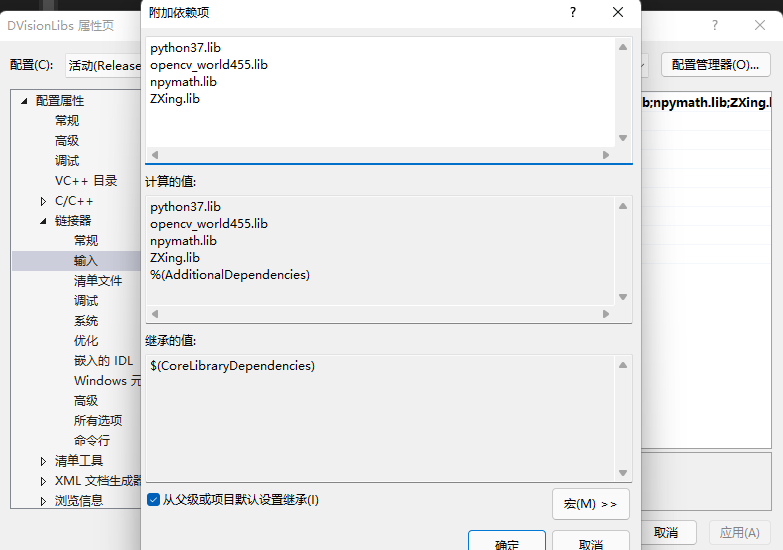 DVisionLibs 属性页
?
配置(C):
活动(Release
配置管理器(O)...
配置属性
常规
高级
调试
VC++ 目录
C/C++
链接器
常规
输入
清单文件
调试
系统
优化
嵌入的 IDL
Windows 元
高级
所有选项
命令行
清单工具
XML 文档生成器
浏览信息
b;npymath.lib;ZXing.l
取消
应用(A)
附加依赖项
?
python37.lib
opencv_world455.lib
npymath.lib
ZXing.lib
计算的值:
python37.lib
opencv_world455.lib
npymath.lib
ZXing.lib
%(AdditionalDependencies)
继承的值:
$(CoreLibraryDependencies)
从父级或项目默认设置继承(I)
宏(M) >>
确定
取消